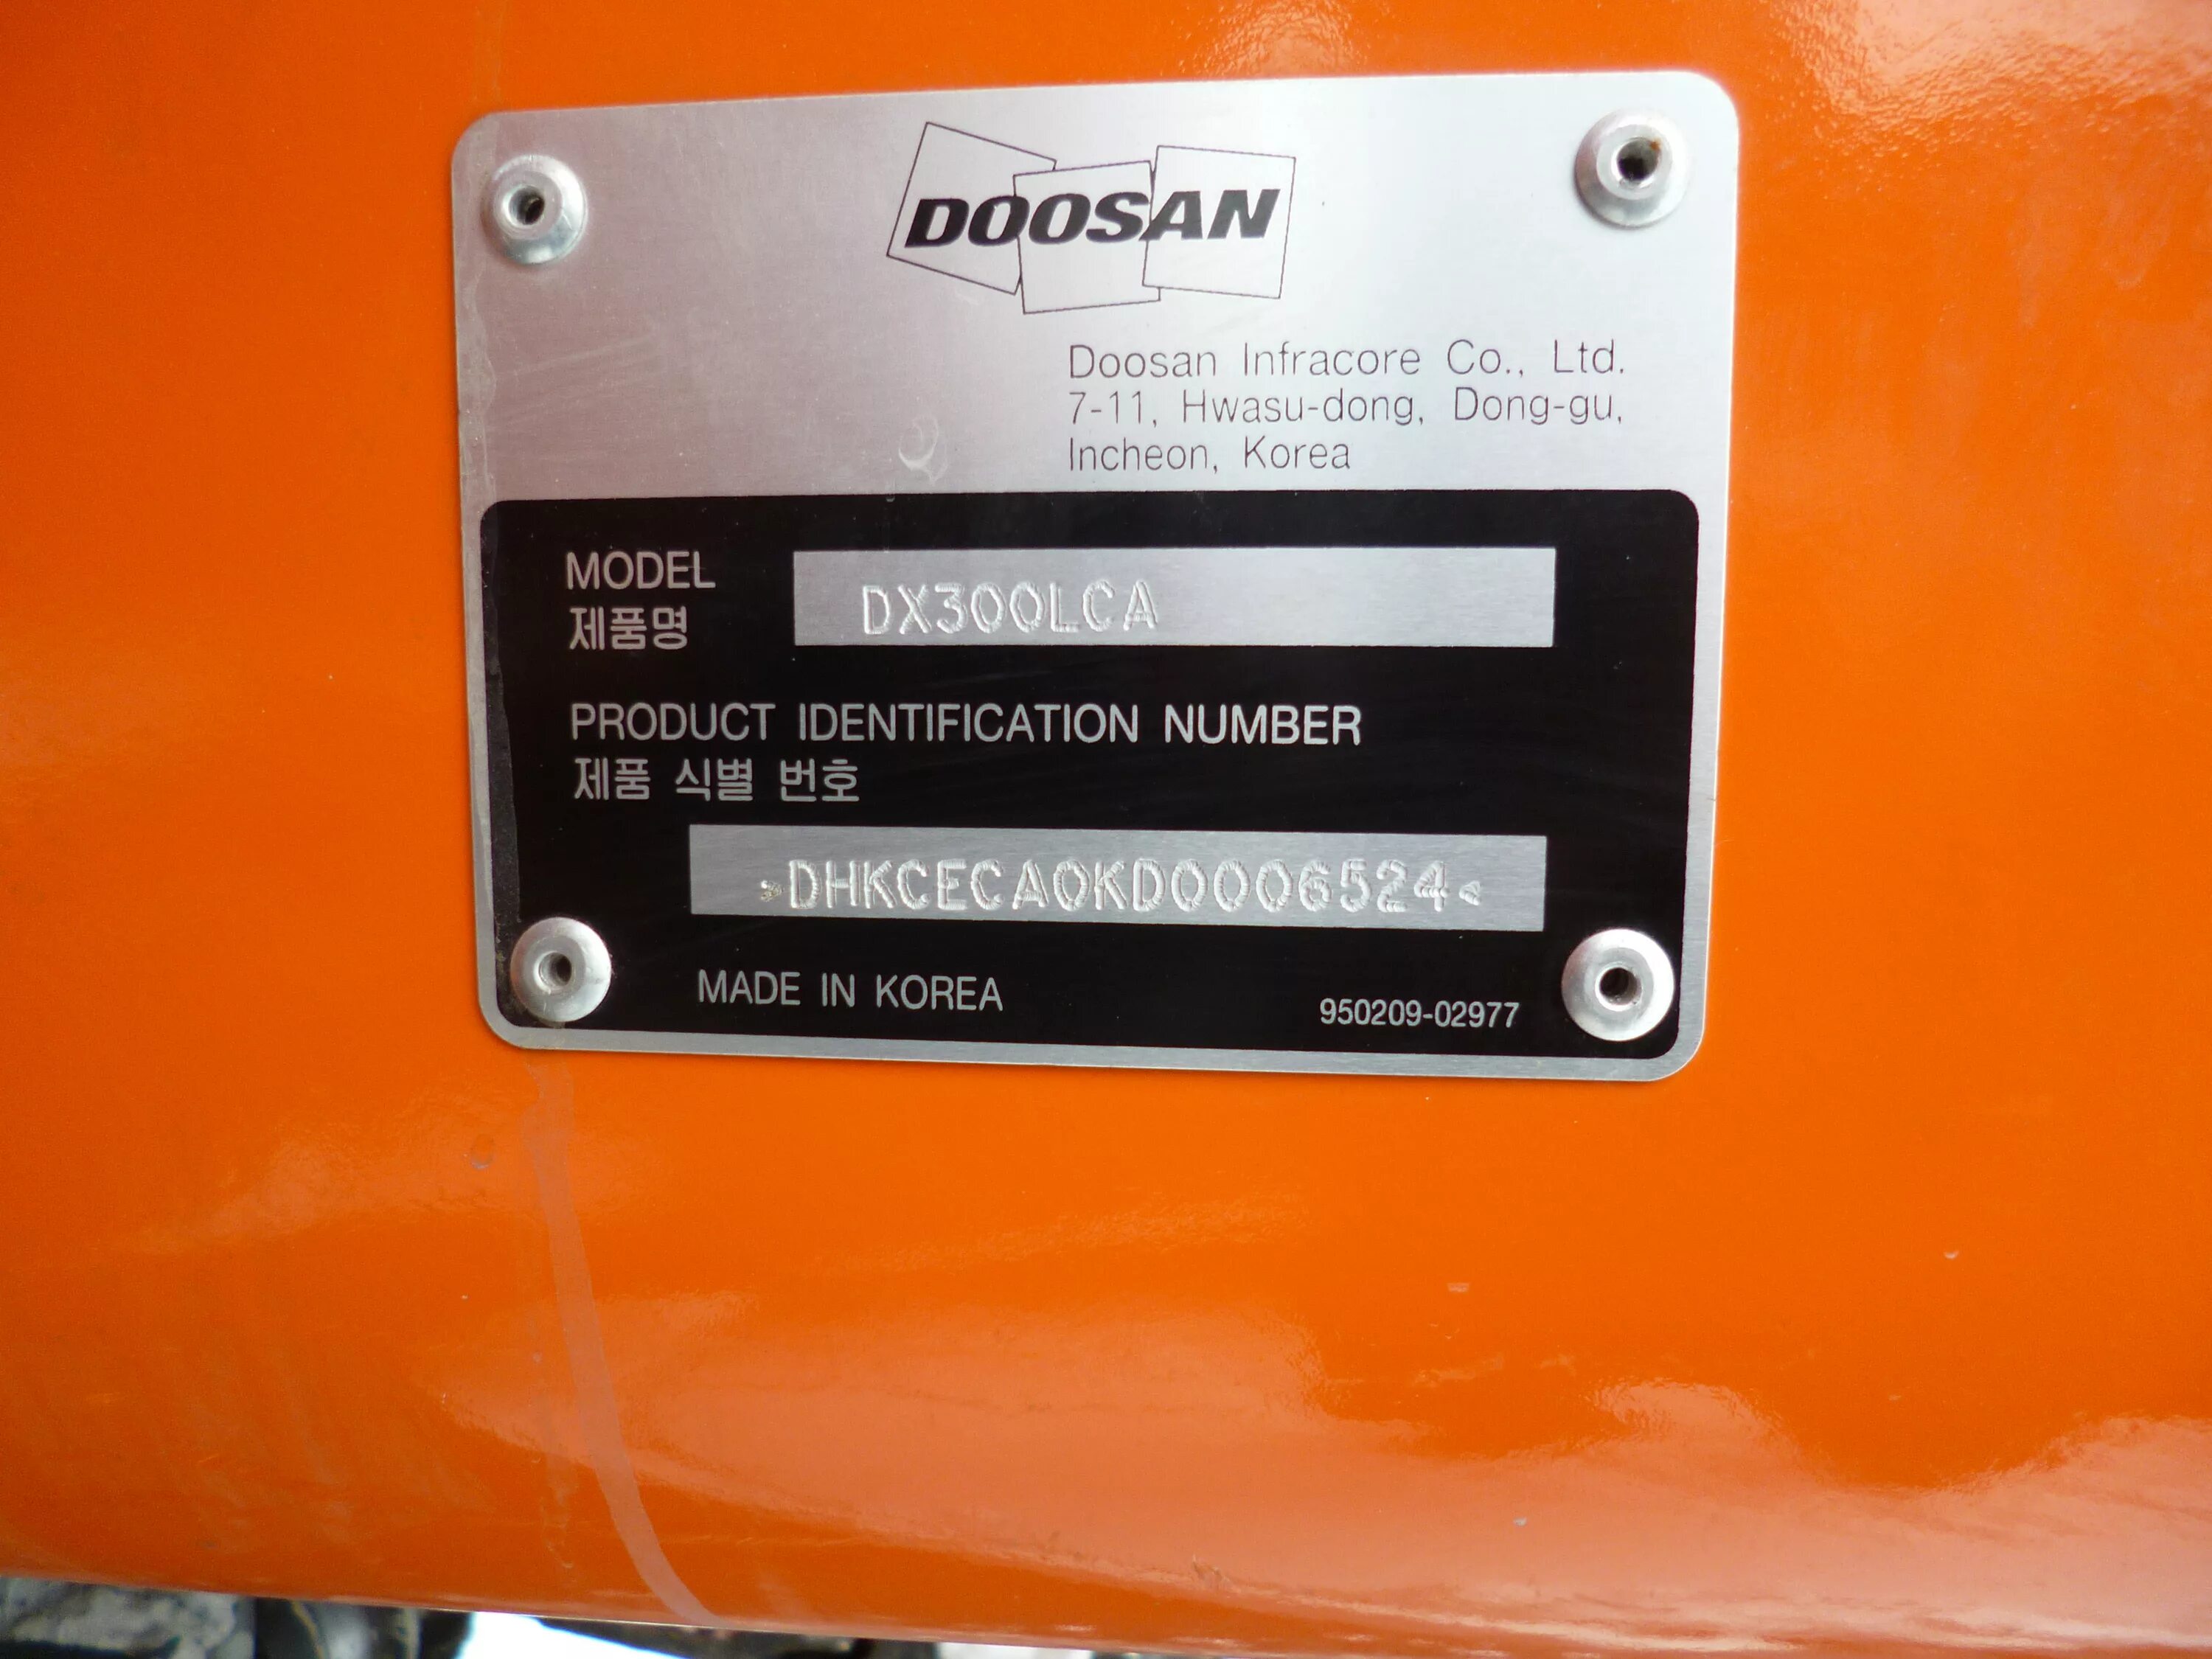 DOOSAN
Doosan Infracore Co., Ltd.
7-11, Hwasu-dong, Dong-gu,
Incheon, Korea
MODEL
제품명
DX300LCA
PRODUCT IDENTIFICATION NUMBER
제품 식별 번호
>DHKCECA0KD0006524<
MADE IN KOREA
950209-02977